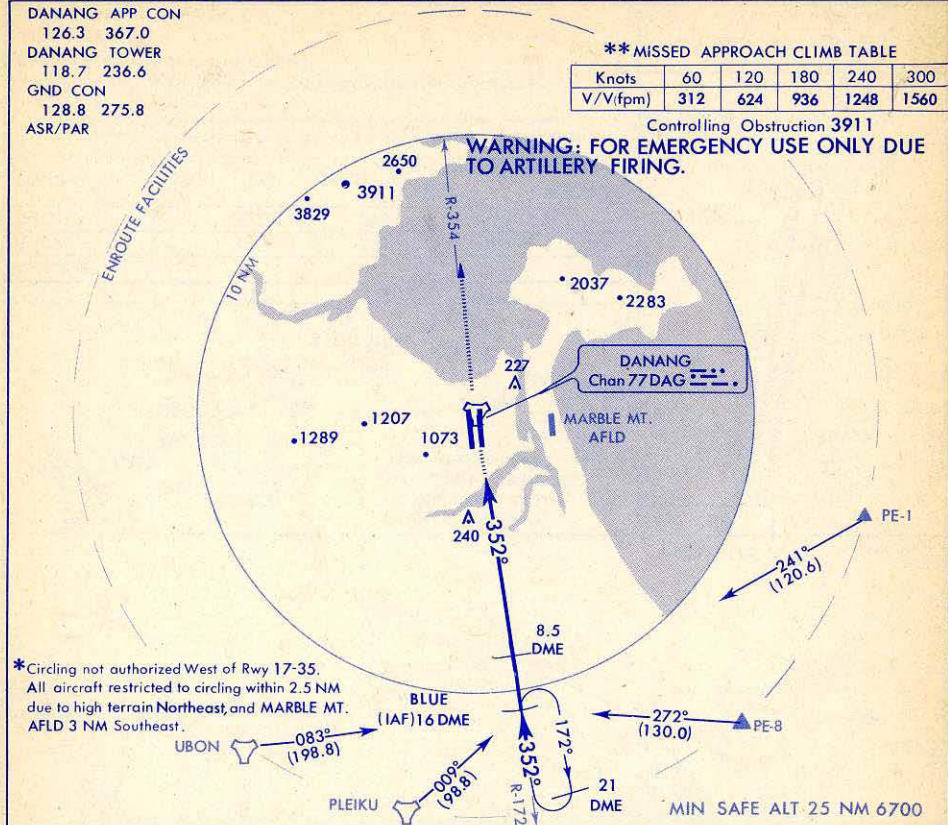 DANANG APP CON
126.3 367.0
DANANG TOWER
118.7 236.6
GND CON
128.8 275.8
ASR/PAR
** MISSED APPROACH CLIMB TABLE
Knots 60 120 180 240 300
V/V(fpm) 312 624 936 1248 1560
Controlling Obstruction 3911
WARNING: FOR EMERGENCY USE ONLY DUE
TO ARTILLERY FIRING.
ENROUTE FACILITIES
10 NM
2650
3911
3829
R-354
2037
2283
227
DANANG
Chan 77 DAG
MARBLE MT.
AFLD
1207
1289
1073
240
352°
PE-1
241°
(120.6)
8.5
DME
*Circling not authorized West of Rwy 17-35.
All aircraft restricted to circling within 2.5 NM
due to high terrain Northeast, and MARBLE MT.
AFLD 3 NM Southeast.
BLUE
(IAF) 16 DME
UBON
083°
(198.8)
272°
(130.0)
PE-8
172°
352°
009°
(98.8)
PLEIKU
R-172
21
DME
MIN SAFE ALT 25 NM 6700